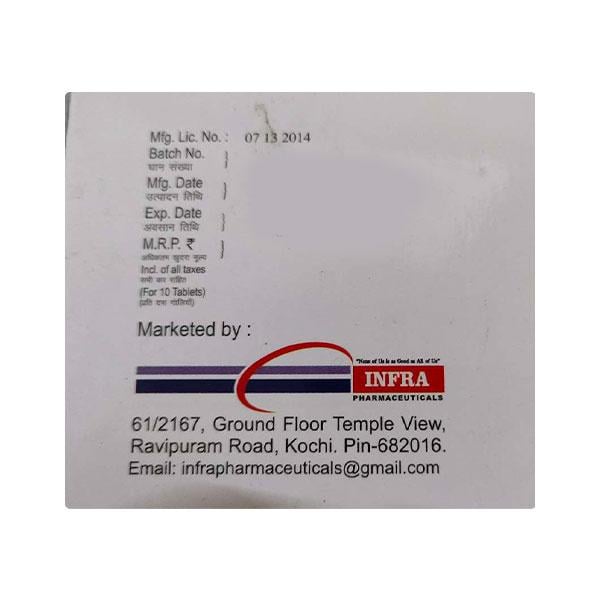 Mfg. Lic. No. : 07 13 2014
Batch No.
थान संख्या
Mfg. Date
उत्पादन तिथि
Exp. Date
अवसान तिथि
M.R.P. ₹
अधिकतम खुदरा मूल्य
Incl. of all taxes
सभी कर सहित
(For 10 Tablets)
(प्रति दस गोलियाँ)
Marketed by :
"None of Us is as Good as All of Us"
INFRA
PHARMACEUTICALS
61/2167, Ground Floor Temple View,
Ravipuram Road, Kochi. Pin-682016.
Email: infrapharmaceuticals@gmail.com